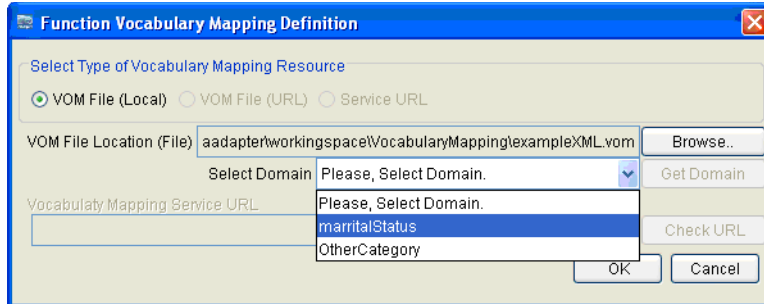 Function Vocabulary Mapping Definition
Select Type of Vocabulary Mapping Resource
VOM File (Local) VOM File (URL) Service URL
VOM File Location (File) aadapter\workingspace\VocabularyMapping\exampleXML.vom Browse..
Select Domain Please, Select Domain. Get Domain
Vocabulaty Mapping Service URL Please, Select Domain.
marritalStatus Check URL
OtherCategory
OK Cancel